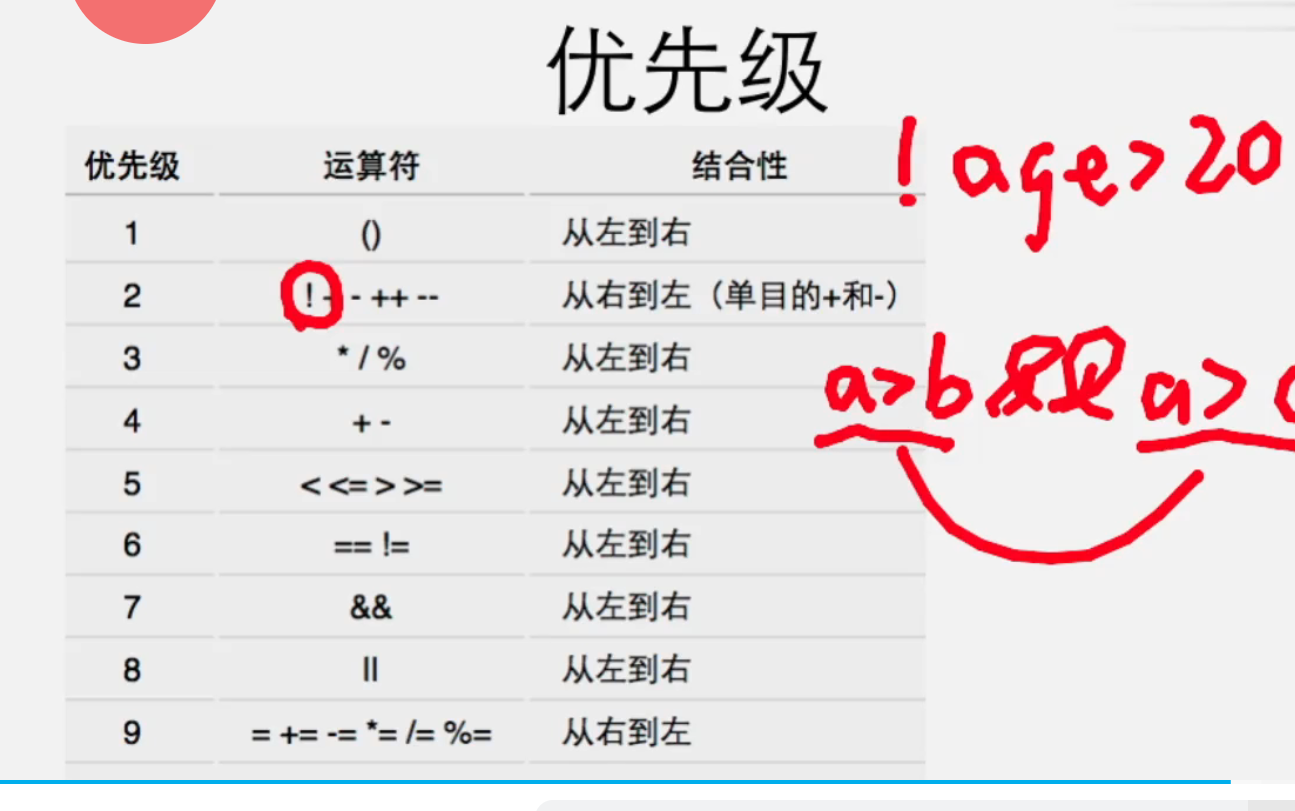 优先级
优先级 运算符 结合性
! age>20
1 () 从左到右
2 ! + - ++ -- 从右到左（单目的+和-）
3 * / % 从左到右
a>b && a>
4 + - 从左到右
5 < <= > >= 从左到右
6 == != 从左到右
7 && 从左到右
8 || 从左到右
9 = += -= *= /= %= 从右到左